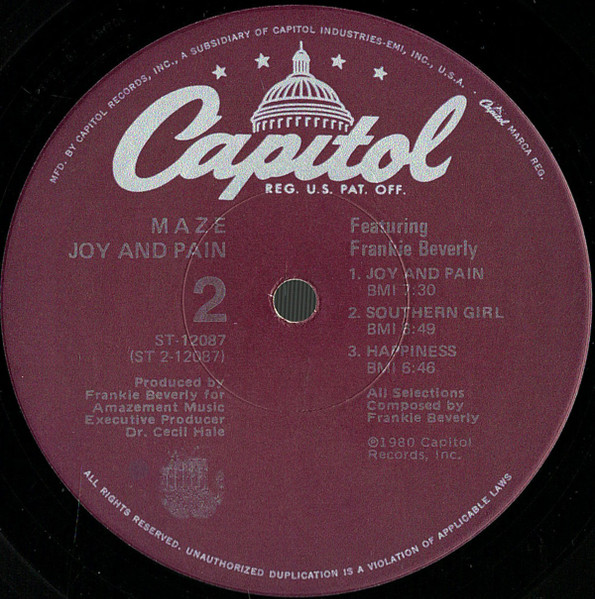 MFD. BY CAPITOL RECORDS, INC., A SUBSIDIARY OF CAPITOL INDUSTRIES-EMI, INC., U.S.A.
Capitol MARCA REG.
Capitol
REG. U.S. PAT. OFF.
MAZE
JOY AND PAIN
2
ST-12087
(ST 2-12087)
Produced by
Frankie Beverly for
Amazement Music
Executive Producer
Dr. Cecil Hale
Featuring
Frankie Beverly
1. JOY AND PAIN
BMI 7:30
2. SOUTHERN GIRL
BMI :49
3. HAPPINESS
BMI 6:46
All Selections
Composed by
Frankie Beverly
℗1980 Capitol
Records, Inc.
ALL RIGHTS RESERVED. UNAUTHORIZED DUPLICATION IS A VIOLATION OF APPLICABLE LAWS